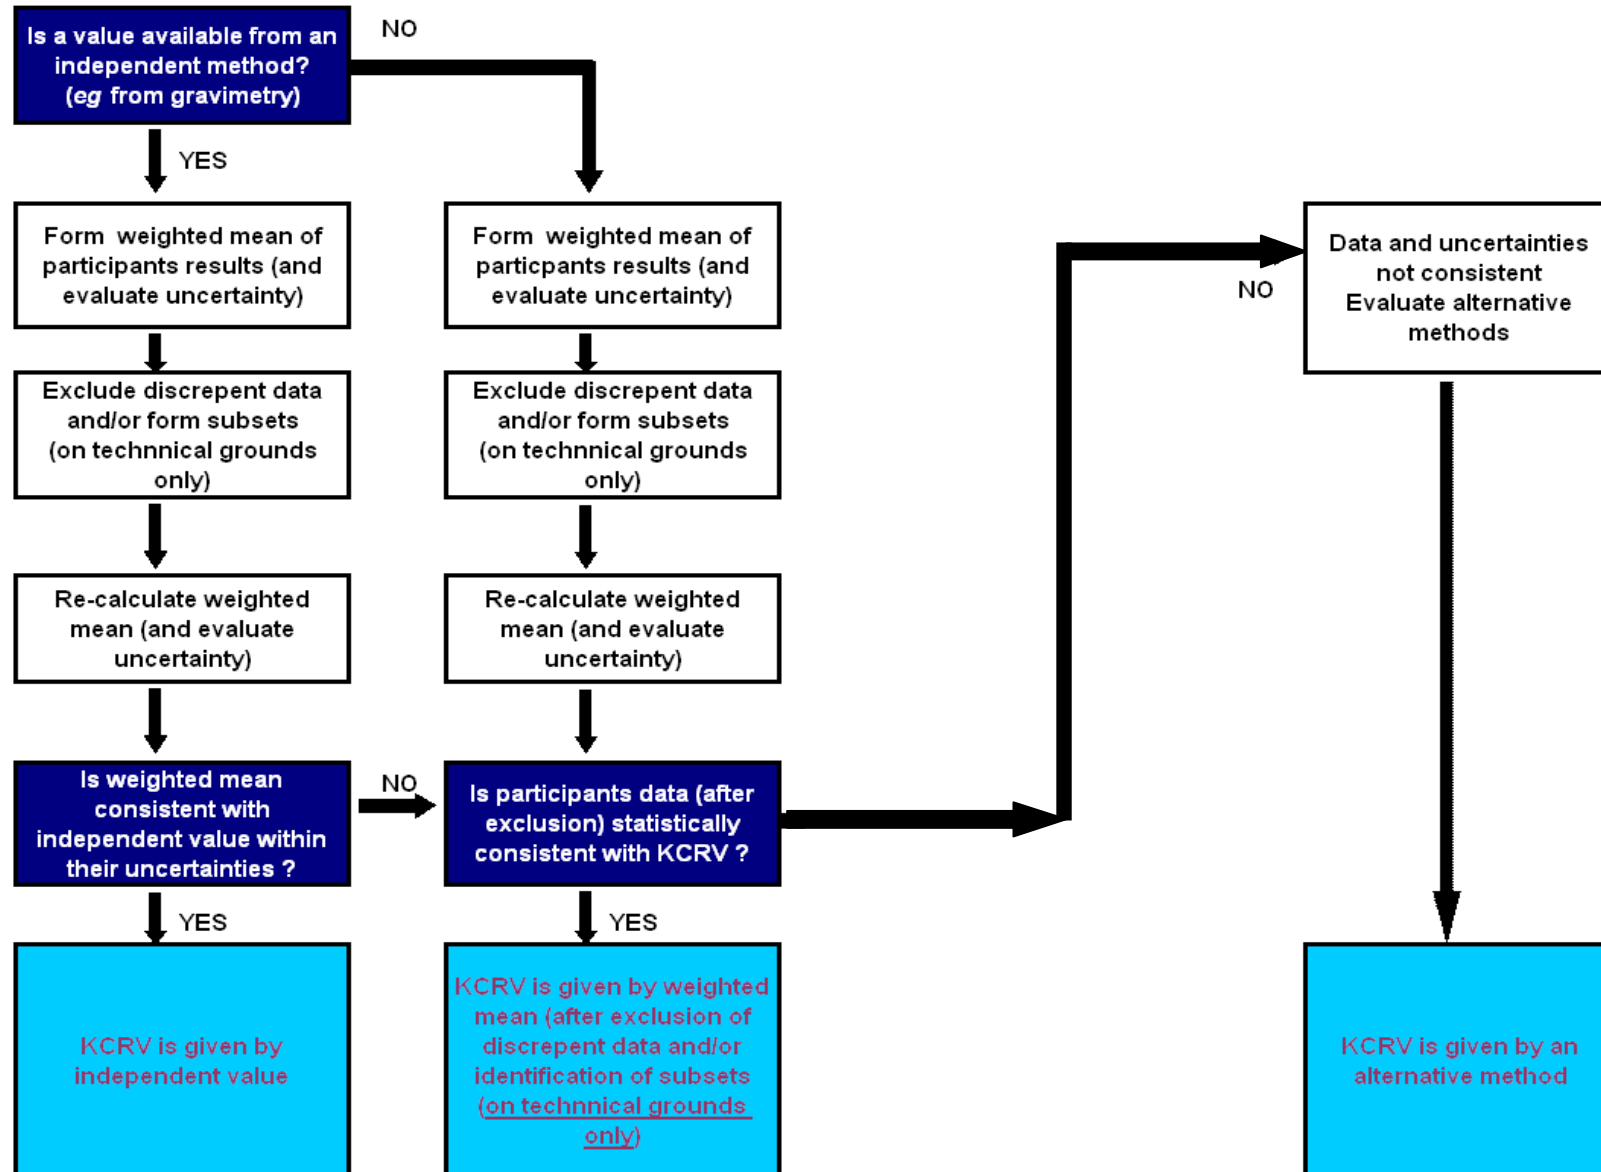 Is a value available from an
independent method?
(eg from gravimetry)
NO
YES
Form weighted mean of
participants results (and
evaluate uncertainty)
Form weighted mean of
particpants results (and
evaluate uncertainty)
Data and uncertainties
not consistent
Evaluate alternative
methods
NO
Exclude discrepent data
and/or form subsets
(on technnical grounds
only)
Exclude discrepent data
and/or form subsets
(on technnical grounds
only)
Re-calculate weighted
mean (and evaluate
uncertainty)
Re-calculate weighted
mean (and evaluate
uncertainty)
Is weighted mean
consistent with
independent value within
their uncertainties ?
NO
Is participants data (after
exclusion) statistically
consistent with KCRV ?
YES
YES
KCRV is given by
independent value
KCRV is given by weighted
mean (after exclusion of
discrepent data and/or
identification of subsets
(on technnical grounds
only)
KCRV is given by an
alternative method